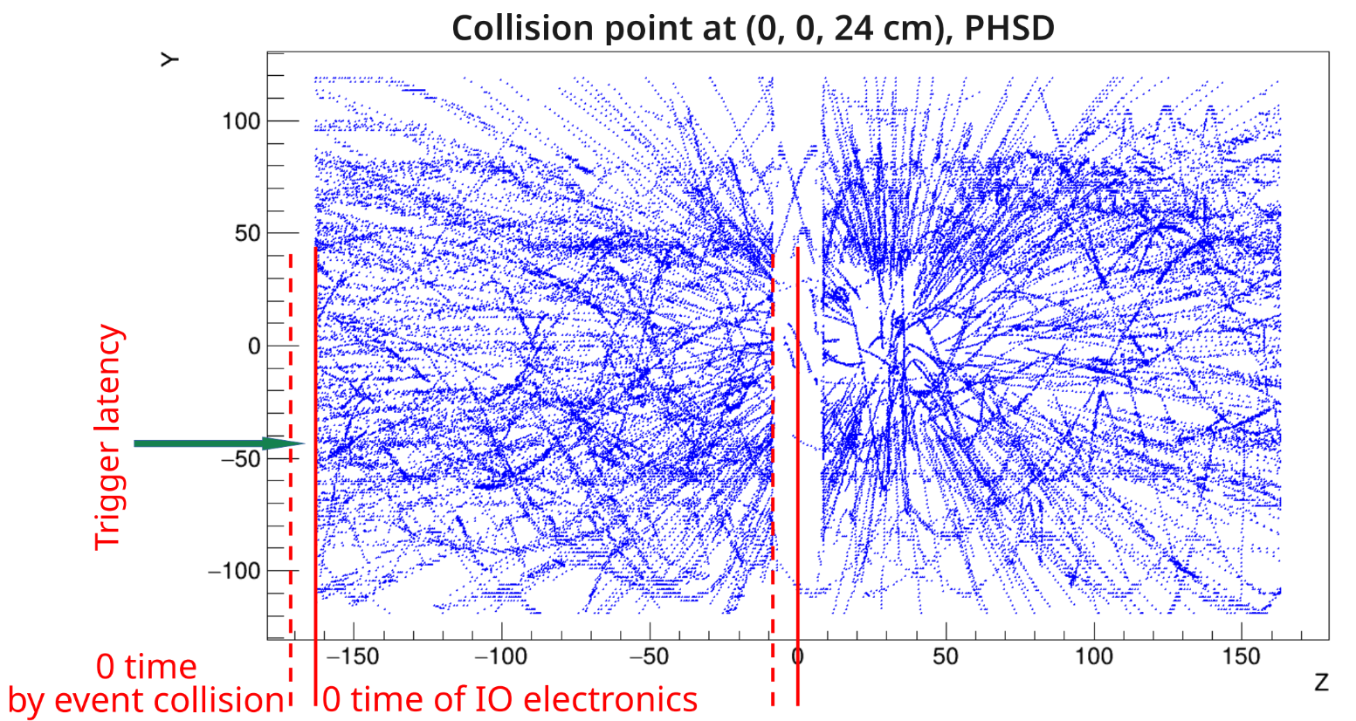 Collision point at (0, 0, 24 cm), PHSD
Y
100
50
0
−50
−100
Trigger latency
−150
−100
−50
0
50
100
150
Z
0 time
by event collision
0 time of IO electronics